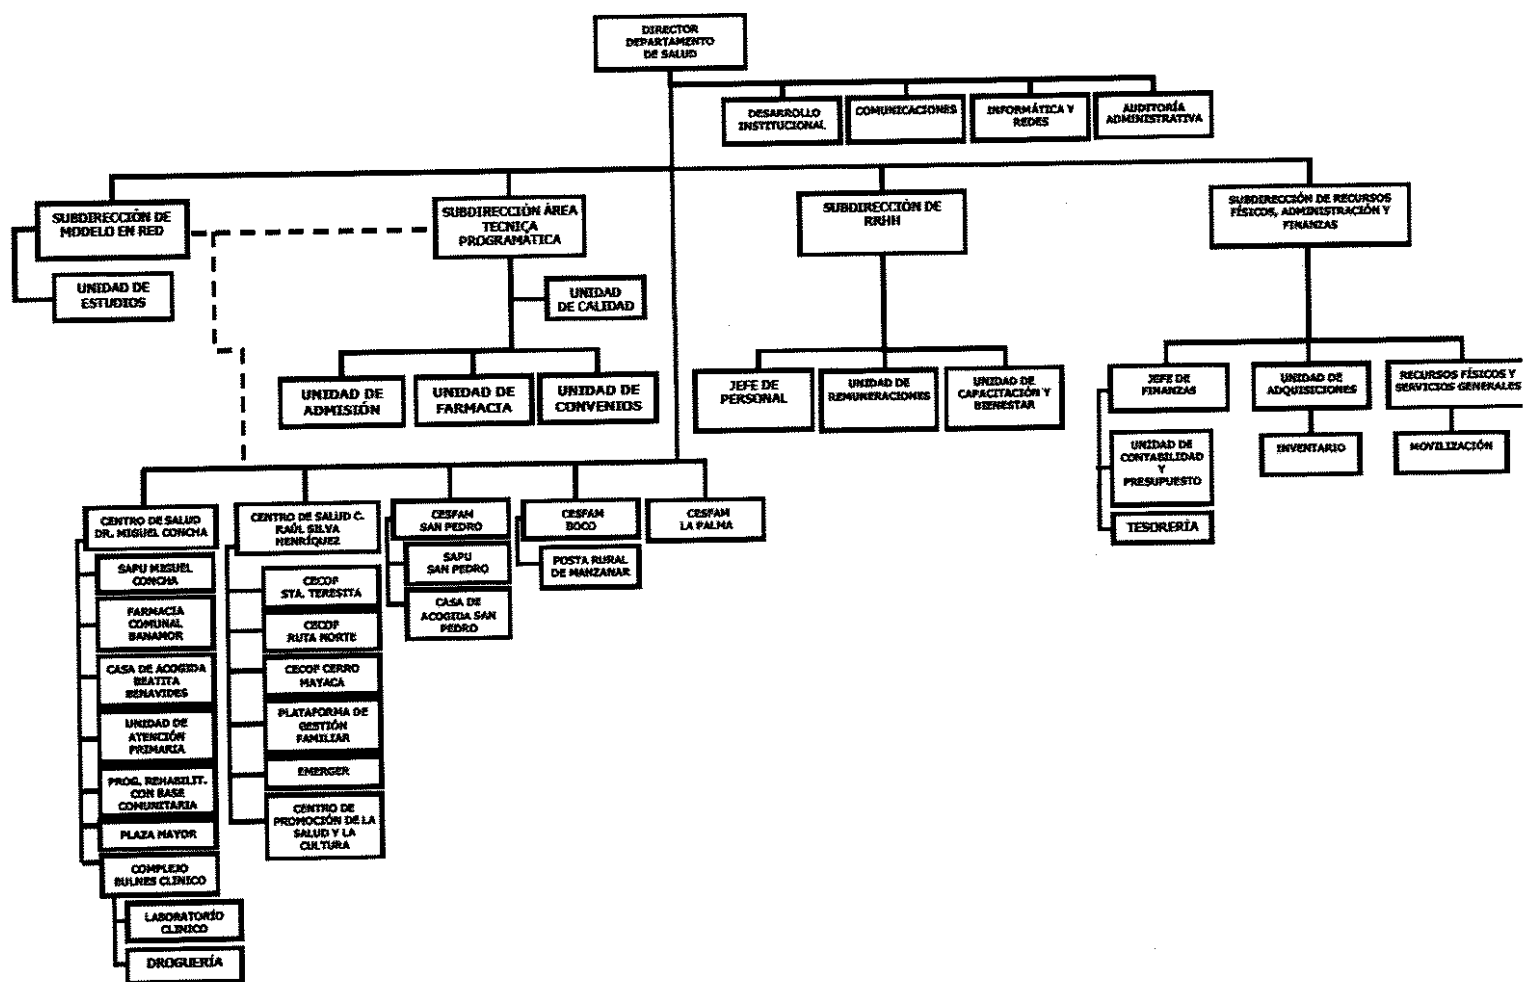 DIRECTOR
DEPARTAMENTO
DE SALUD
DESARROLLO
INSTITUCIONAL
COMUNICACIONES
INFORMÁTICA Y
REDES
AUDITORÍA
ADMINISTRATIVA
SUBDIRECCIÓN DE
MODELO EN RED
SUBDIRECCIÓN ÁREA
TECNICA
PROGRAMÁTICA
SUBDIRECCIÓN DE
RRHH
SUBDIRECCIÓN DE RECURSOS
FÍSICOS, ADMINISTRACIÓN Y
FINANZAS
UNIDAD DE
ESTUDIOS
UNIDAD
DE CALIDAD
UNIDAD DE
ADMISIÓN
UNIDAD DE
FARMACIA
UNIDAD DE
CONVENIOS
JEFE DE
PERSONAL
UNIDAD DE
REMUNERACIONES
UNIDAD DE
CAPACITACIÓN Y
BIENESTAR
JEFE DE
FINANZAS
UNIDAD DE
ADQUISICIONES
RECURSOS FÍSICOS Y
SERVICIOS GENERALES
UNIDAD DE
CONTABILIDAD
Y
PRESUPUESTO
INVENTARIO
MOVILIZACIÓN
TESORERÍA
CENTRO DE SALUD
DR. MIGUEL CONCHA
CENTRO DE SALUD C.
RAÚL SILVA
HENRÍQUEZ
CESFAM
SAN PEDRO
CESFAM
BOCO
CESFAM
LA PALMA
SAPU MIGUEL
CONCHA
FARMACIA
COMUNAL
BANAMOR
CASA DE ACOGIDA
BEATITA
BENAVIDES
UNIDAD DE
ATENCIÓN
PRIMARIA
PROG. REHABILIT.
CON BASE
COMUNITARIA
PLAZA MAYOR
COMPLEJO
BULNES CLINICO
LABORATORÍO
CLINICO
DROGUERÍA
CECOF
STA. TERESITA
CECOF
RUTA NORTE
CECOF CERRO
MAYACA
PLATAFORMA DE
GESTIÓN
FAMILIAR
EMERGER
CENTRO DE
PROMOCIÓN DE LA
SALUD Y LA
CULTURA
SAPU
SAN PEDRO
CASA DE
ACOGIDA SAN
PEDRO
POSTA RURAL
DE MANZANAR